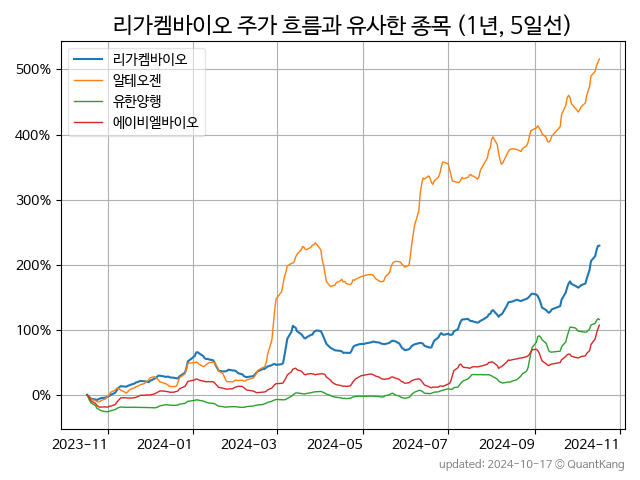 리가켐바이오 주가 흐름과 유사한 종목 (1년, 5일선)
리가켐바이오
알테오젠
유한양행
에이비엘바이오
500%
400%
300%
200%
100%
0%
2023-11 2024-01 2024-03 2024-05 2024-07 2024-09 2024-11
updated: 2024-10-17 © QuantKang